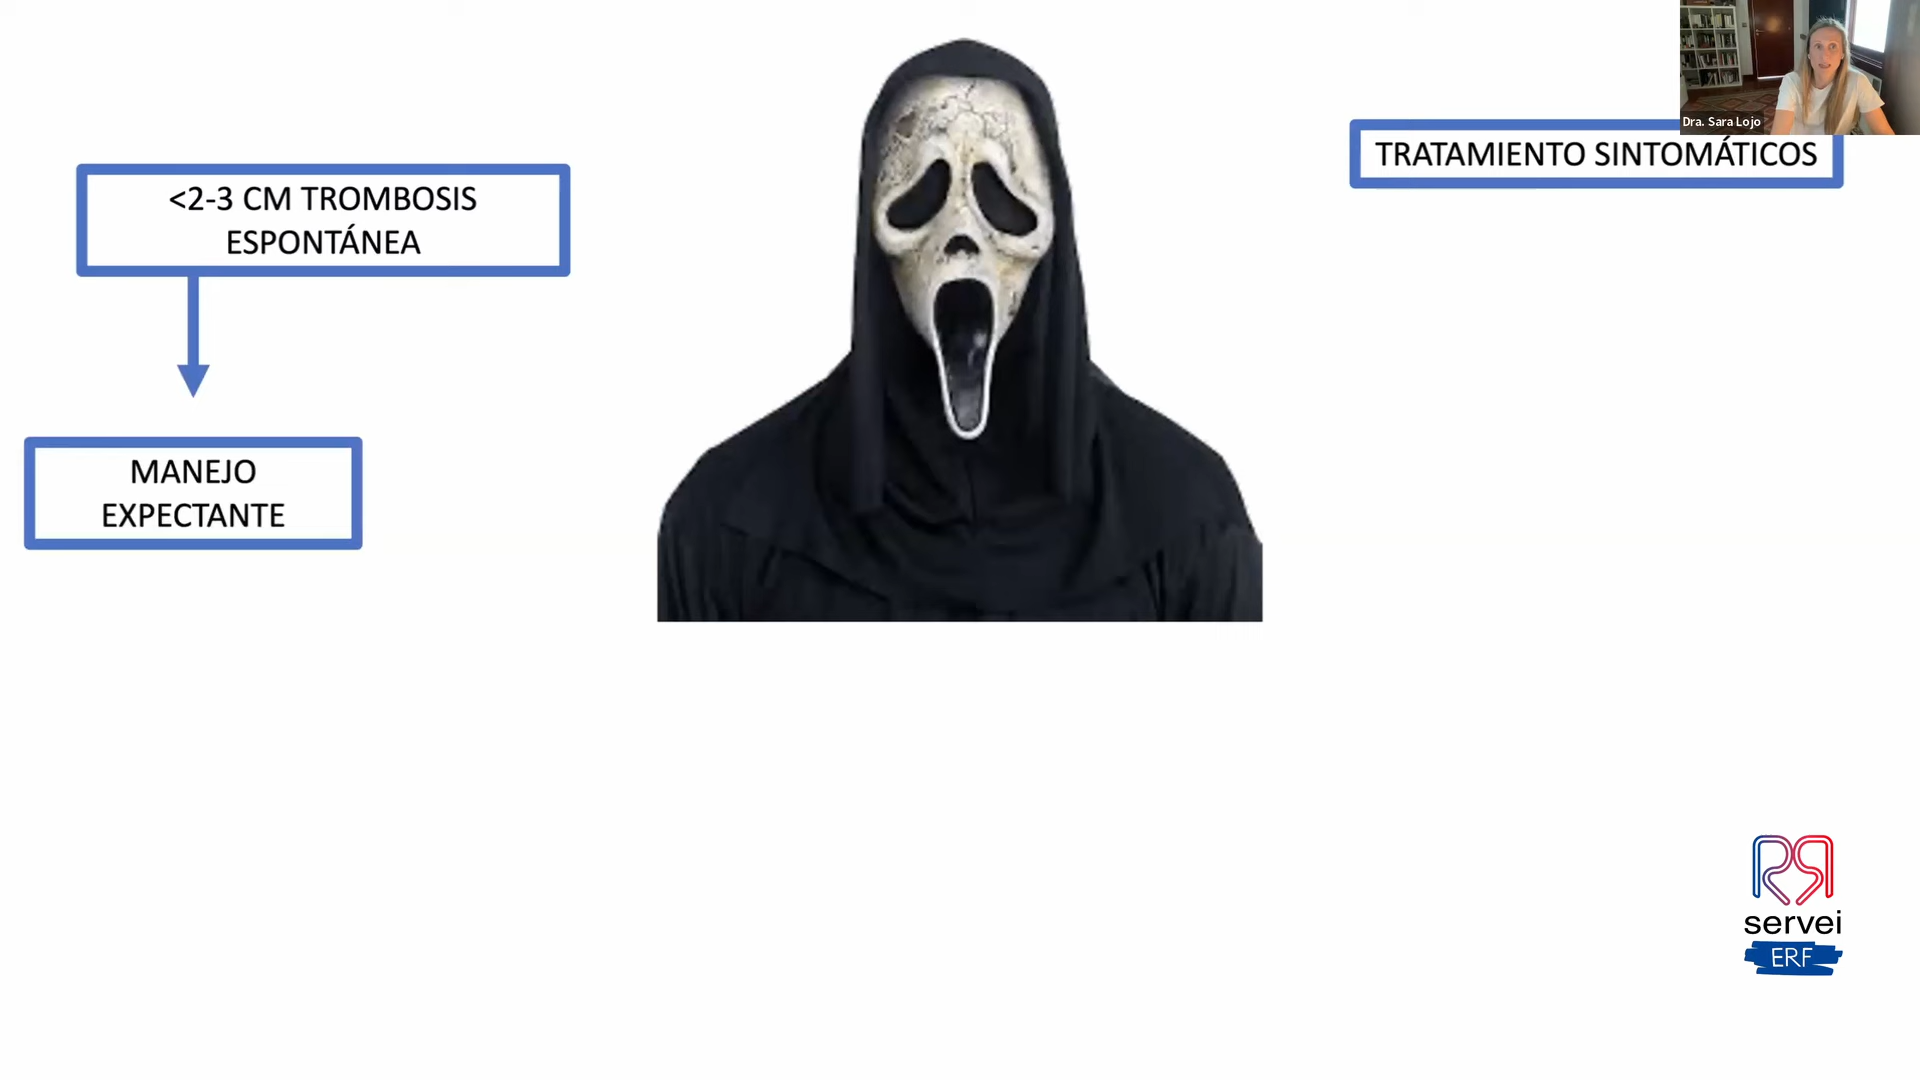 Dra. Sara Lojo
TRATAMIENTO SINTOMÁTICOS
<2-3 CM TROMBOSIS
ESPONTÁNEA
MANEJO
EXPECTANTE
servei
ERF